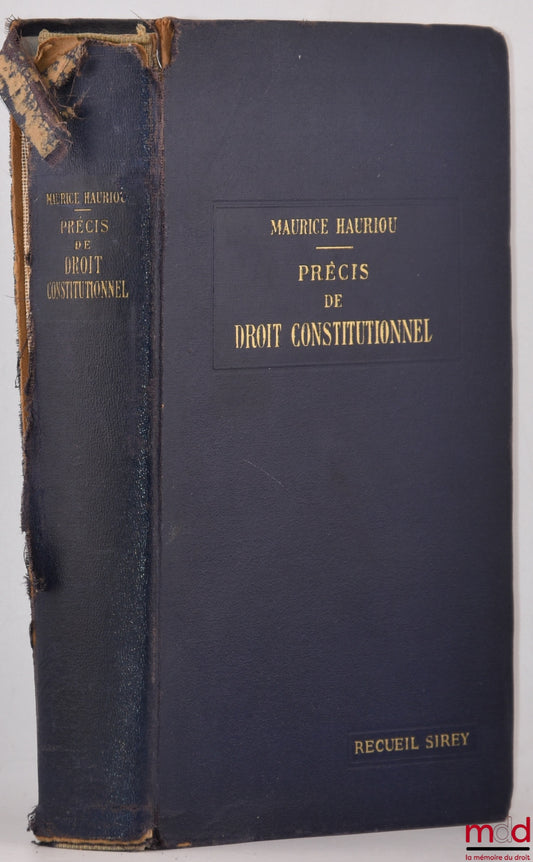 MAURICE HAURIOU
PRÉCIS
DE
DROIT
CONSTITUTIONNEL
MAURICE HAURIOU
PRÉCIS
DE
DROIT CONSTITUTIONNEL
RECUEIL SIREY
mdd
la mémoire du droit